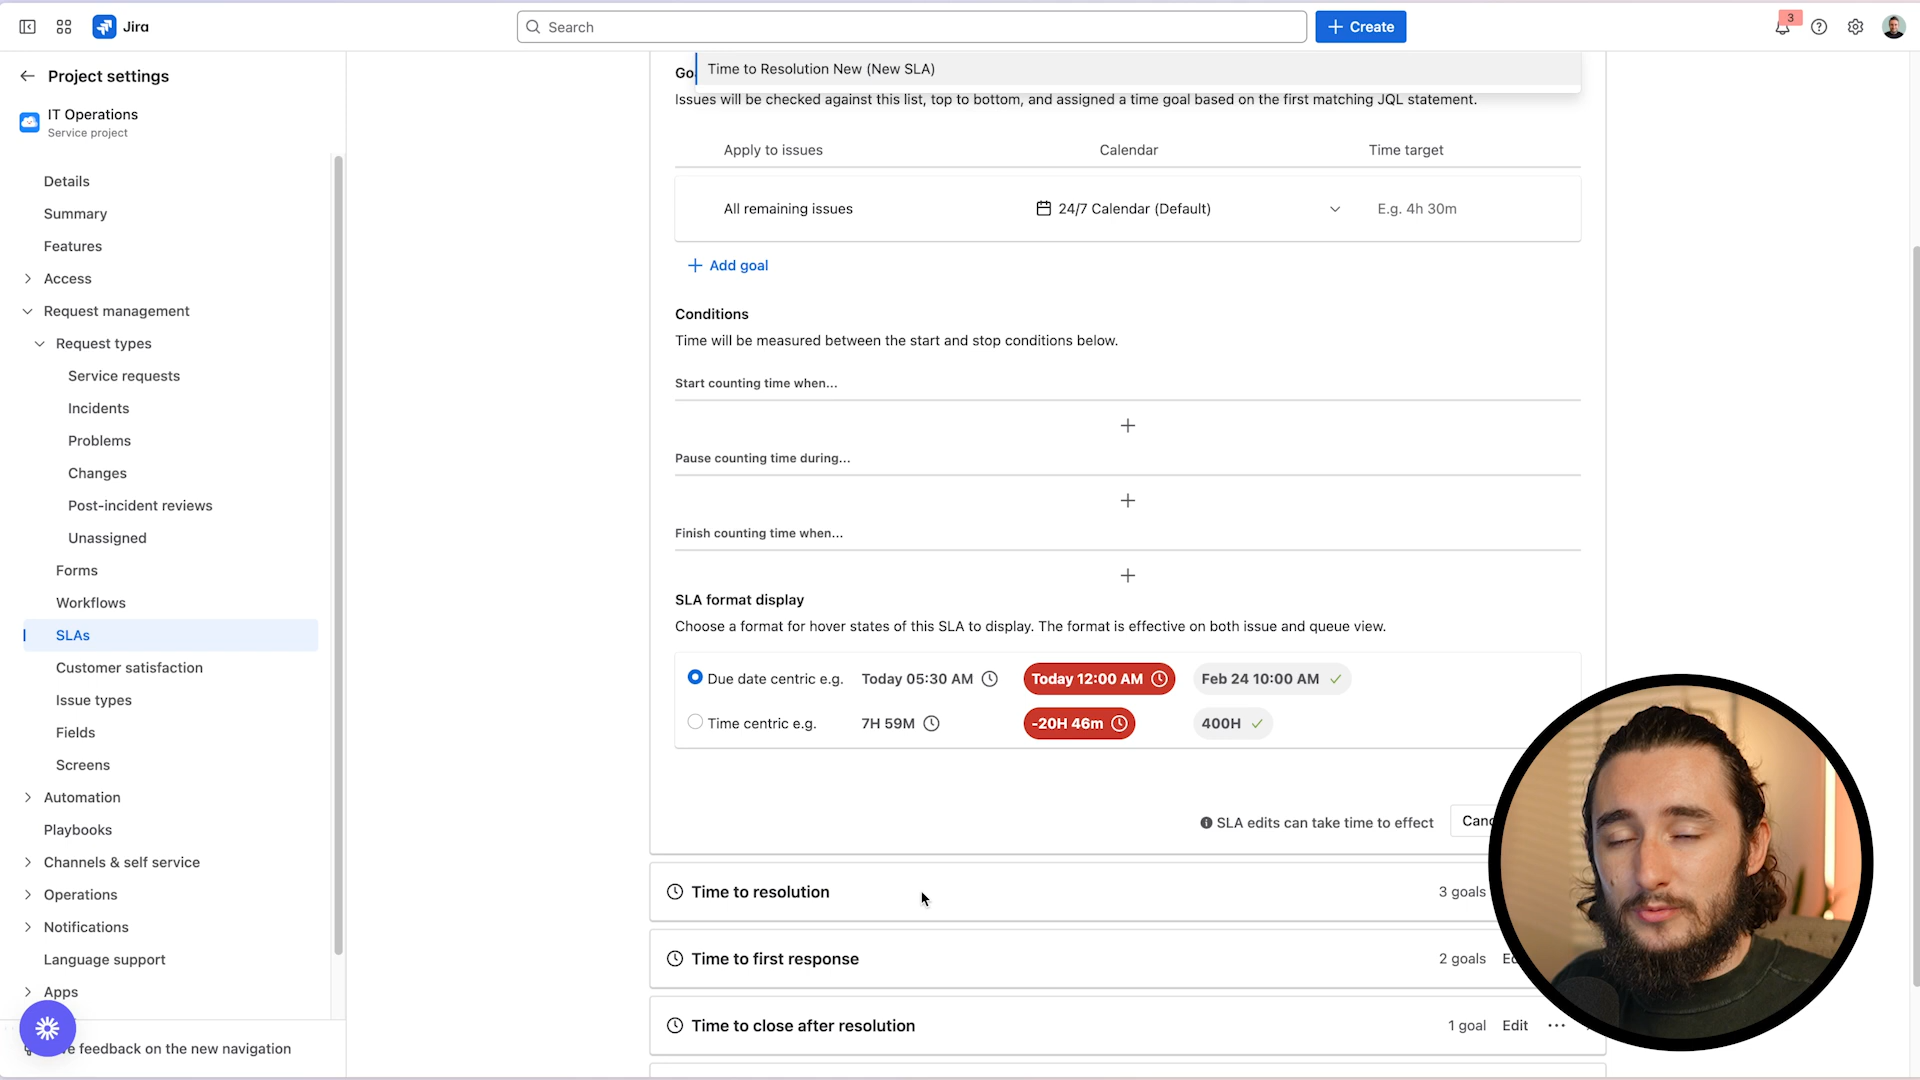 Jira
Search
Create
3
Project settings
IT Operations
Service project
Details
Summary
Features
Access
Request management
Request types
Service requests
Incidents
Problems
Changes
Post-incident reviews
Unassigned
Forms
Workflows
SLAs
Customer satisfaction
Issue types
Fields
Screens
Automation
Playbooks
Channels & self service
Operations
Notifications
Language support
Apps
feedback on the new navigation
Time to Resolution New (New SLA)
Issues will be checked against this list, top to bottom, and assigned a time goal based on the first matching JQL statement.
Apply to issues Calendar Time target
All remaining issues 24/7 Calendar (Default) E.g. 4h 30m
Add goal
Conditions
Time will be measured between the start and stop conditions below.
Start counting time when...
Pause counting time during...
Finish counting time when...
SLA format display
Choose a format for hover states of this SLA to display. The format is effective on both issue and queue view.
Due date centric e.g. Today 05:30 AM Today 12:00 AM Feb 24 10:00 AM
Time centric e.g. 7H 59M -20H 46m 400H
SLA edits can take time to effect
Time to resolution 3 goals
Time to first response 2 goals
Time to close after resolution 1 goal Edit